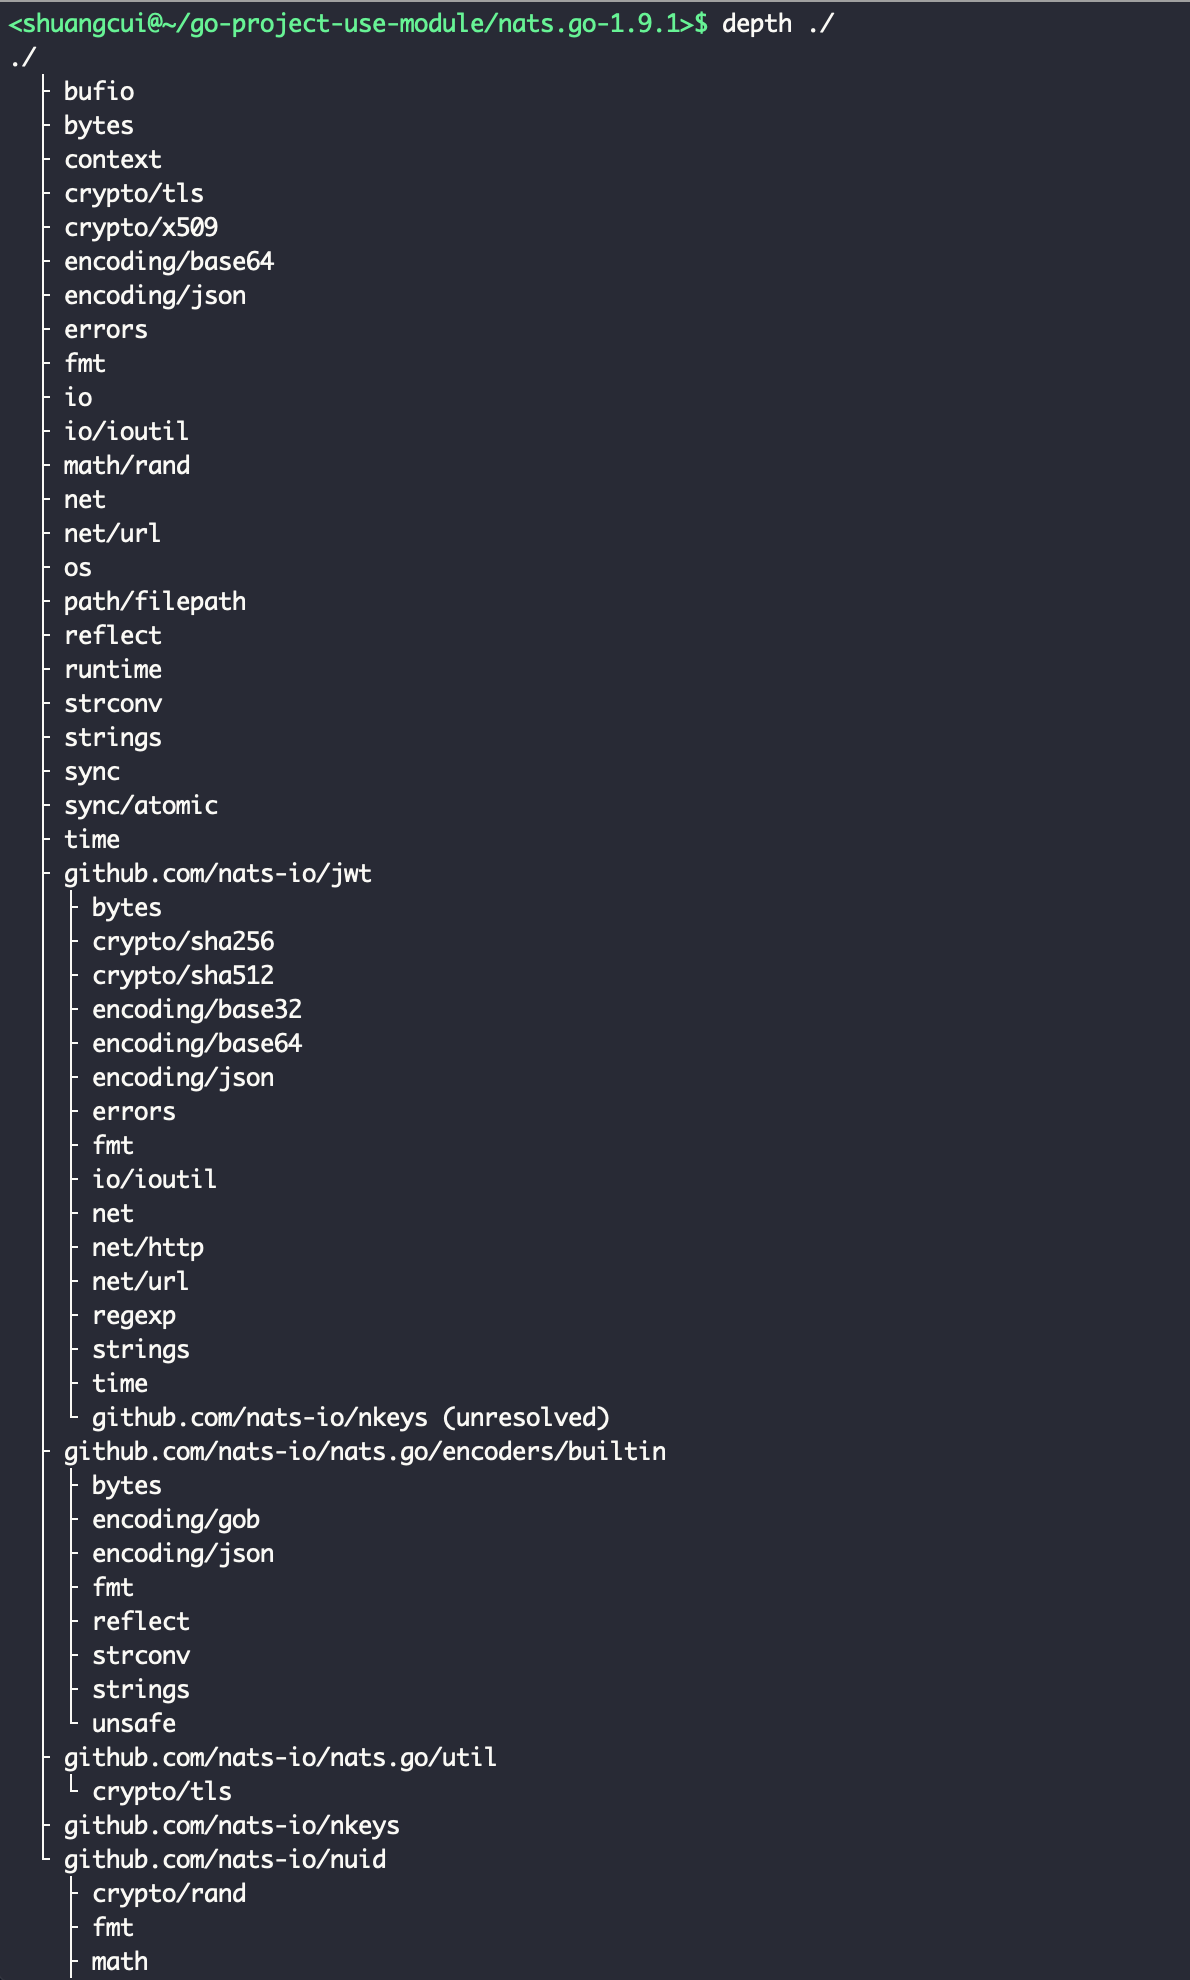 <shuangcui@~/go-project-use-module/nats.go-1.9.1>$ depth ./
./
├ bufio
├ bytes
├ context
├ crypto/tls
├ crypto/x509
├ encoding/base64
├ encoding/json
├ errors
├ fmt
├ io
├ io/ioutil
├ math/rand
├ net
├ net/url
├ os
├ path/filepath
├ reflect
├ runtime
├ strconv
├ strings
├ sync
├ sync/atomic
├ time
├ github.com/nats-io/jwt
│ ├ bytes
│ ├ crypto/sha256
│ ├ crypto/sha512
│ ├ encoding/base32
│ ├ encoding/base64
│ ├ encoding/json
│ ├ errors
│ ├ fmt
│ ├ io/ioutil
│ ├ net
│ ├ net/http
│ ├ net/url
│ ├ regexp
│ ├ strings
│ ├ time
│ └ github.com/nats-io/nkeys (unresolved)
├ github.com/nats-io/nats.go/encoders/builtin
│ ├ bytes
│ ├ encoding/gob
│ ├ encoding/json
│ ├ fmt
│ ├ reflect
│ ├ strconv
│ ├ strings
│ └ unsafe
├ github.com/nats-io/nats.go/util
│ └ crypto/tls
├ github.com/nats-io/nkeys
└ github.com/nats-io/nuid
  ├ crypto/rand
  ├ fmt
  ├ math